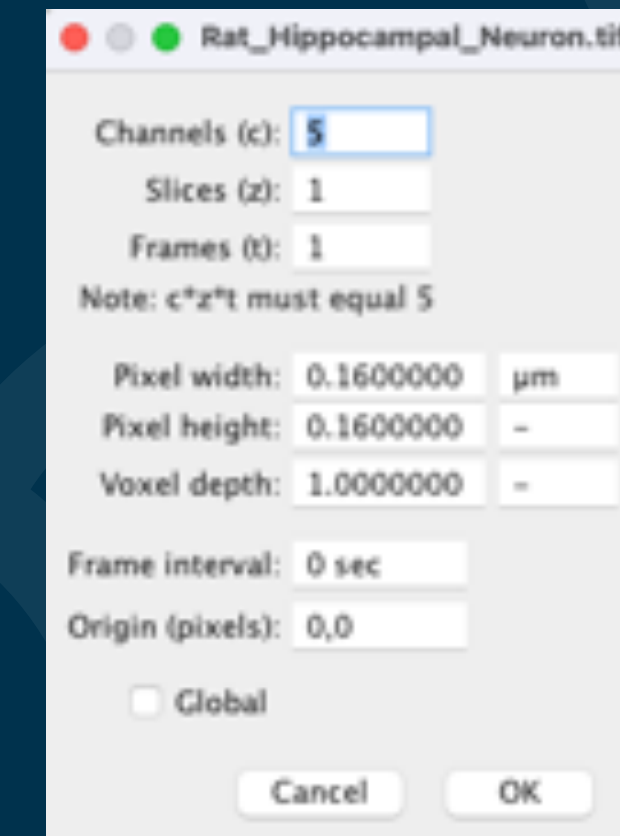 Rat_Hippocampal_Neuron.tif
Channels (c): 5
Slices (z): 1
Frames (t): 1
Note: c*z*t must equal 5
Pixel width: 0.1600000 µm
Pixel height: 0.1600000 -
Voxel depth: 1.0000000 -
Frame interval: 0 sec
Origin (pixels): 0,0
Global
Cancel OK